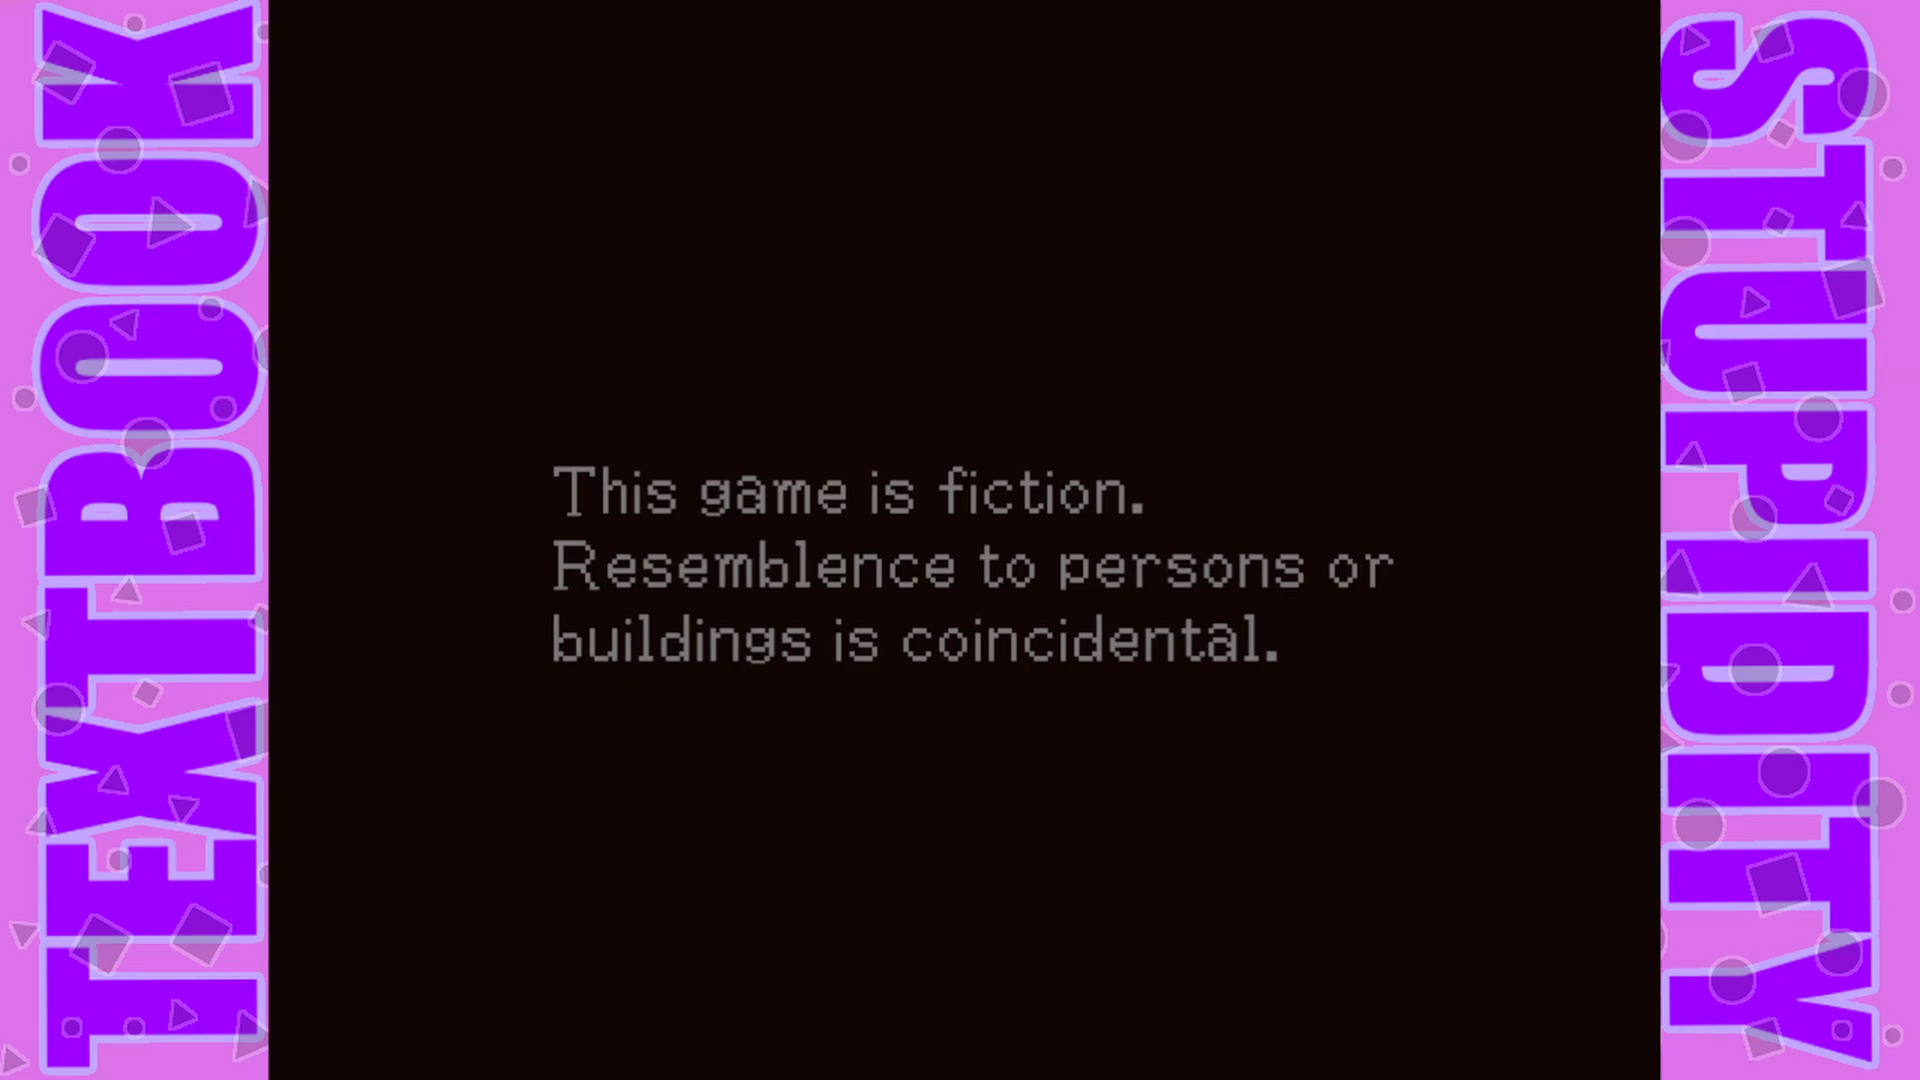 TEXTBOOK
This game is fiction.
Resemblence to persons or
buildings is coincidental.
STUPIDITY